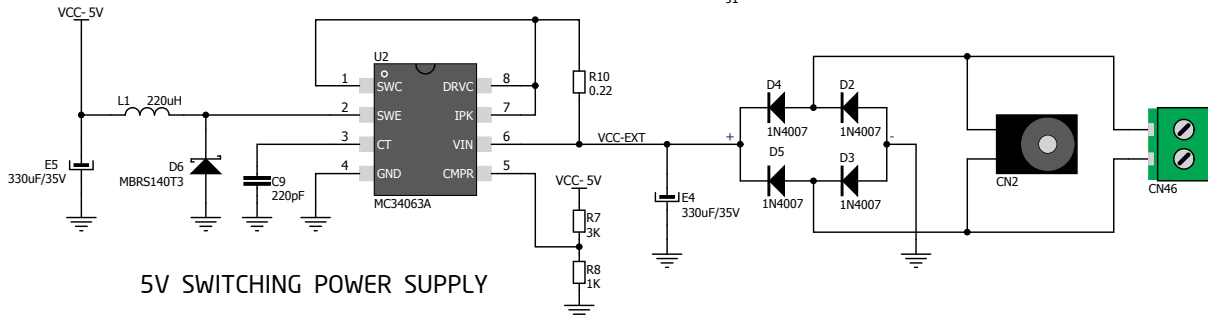 J1
VCC-5V
U2
L1 220uH
E5
330uF/35V
D6
MBRS140T3
C9
220pF
1 SWC DRVC 8
2 SWE IPK 7
3 CT VIN 6
4 GND CMPR 5
MC34063A
R10
0.22
VCC-EXT
VCC-5V
R7
3K
R8
1K
E4
330uF/35V
+
-
D4
1N4007
D2
1N4007
D5
1N4007
D3
1N4007
CN2
CN46
5V SWITCHING POWER SUPPLY